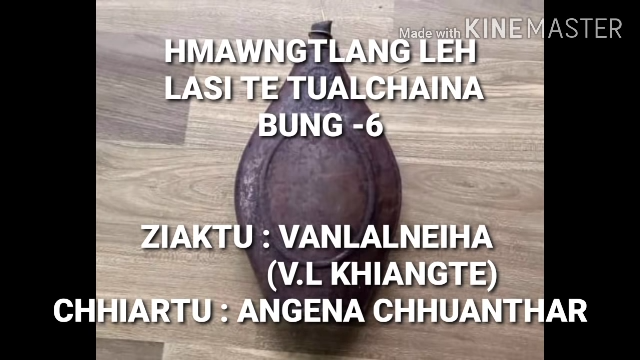 Made with KINEMASTER
HMAWNGTLANG LEH
LASI TE TUALCHAINA
BUNG -6
ZIAKTU : VANLALNEIHA
(V.L KHIANGTE)
CHHIARTU : ANGENA CHHUANTHAR